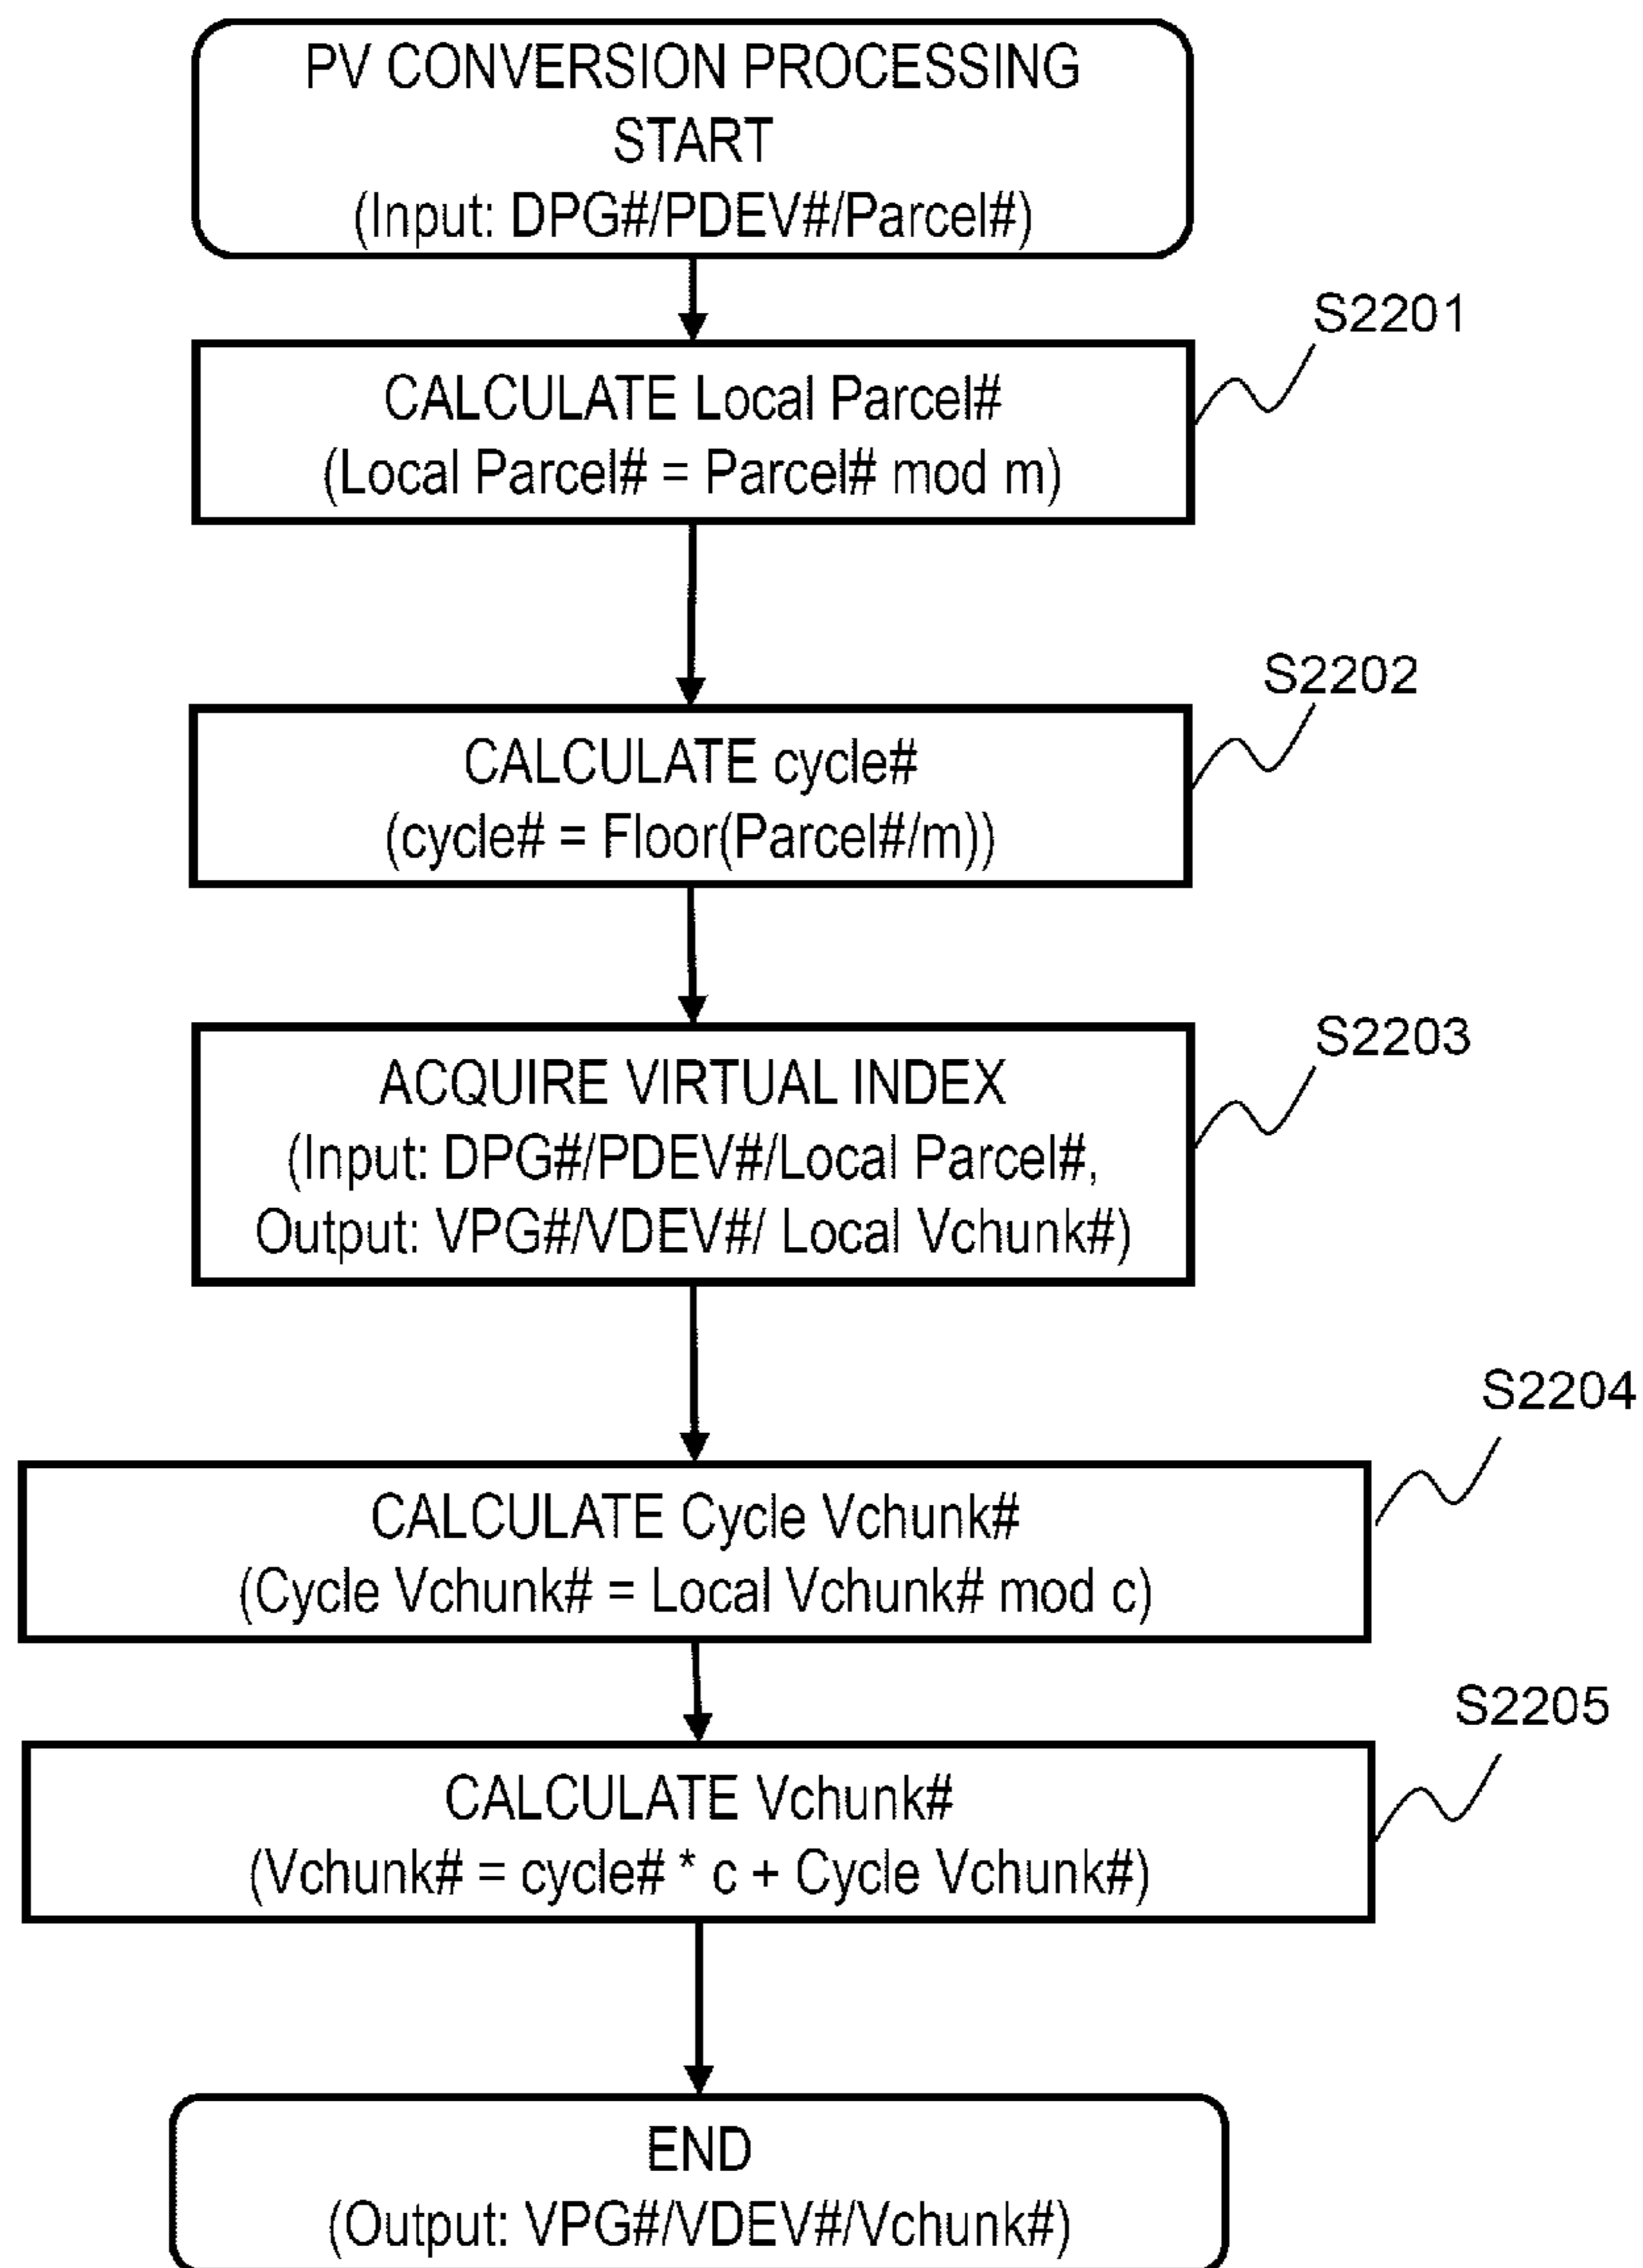 PV CONVERSION PROCESSING
START
(Input: DPG#/PDEV#/Parcel#)
S2201
CALCULATE Local Parcel#
(Local Parcel# = Parcel# mod m)
S2202
CALCULATE cycle#
(cycle# = Floor(Parcel#/m))
S2203
ACQUIRE VIRTUAL INDEX
(Input: DPG#/PDEV#/Local Parcel#,
Output: VPG#/VDEV#/ Local Vchunk#)
S2204
CALCULATE Cycle Vchunk#
(Cycle Vchunk# = Local Vchunk# mod c)
S2205
CALCULATE Vchunk#
(Vchunk# = cycle# * c + Cycle Vchunk#)
END
(Output: VPG#/VDEV#/Vchunk#)